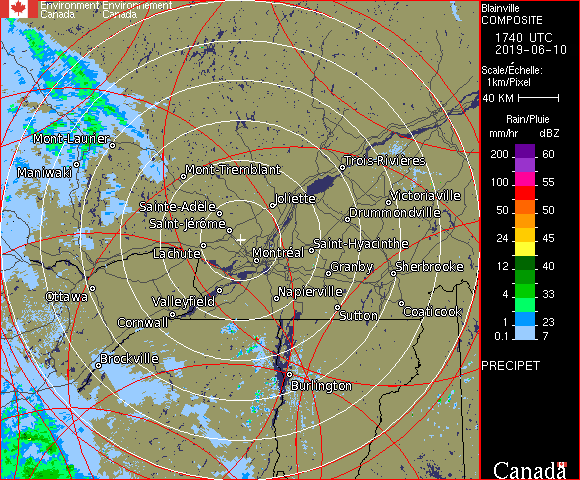 Environment Environnement
Canada Canada
Blainville
COMPOSITE
1740 UTC
2019-06-10
Scale/Échelle:
1km/Pixel
40 KM
Rain/Pluie
mm/hr dBZ
200 60
100 55
50 50
24 45
12 40
4 33
1 23
0.1 7
PRECIPET
Canada
Mont-Laurier
Maniwaki
Mont-Tremblant
Trois-Rivières
Joliette
Victoriaville
Sainte-Adèle
Drummondville
Saint-Jérôme
Saint-Hyacinthe
Lachute
Montréal
Granby
Sherbrooke
Ottawa
Valleyfield
Napierville
Cornwall
Sutton
Coaticook
Brockville
Burlington